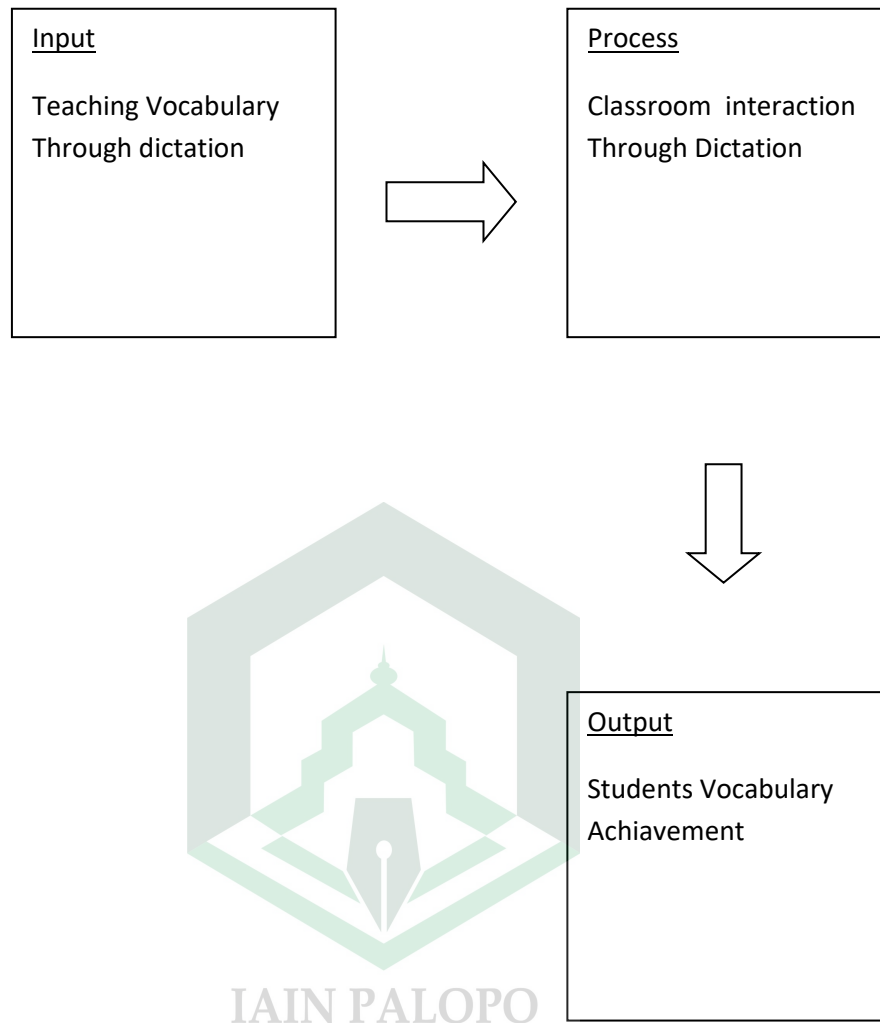 Input
Teaching Vocabulary
Through dictation
Process
Classroom interaction
Through Dictation
Output
Students Vocabulary
Achiavement
IAIN PALOPO